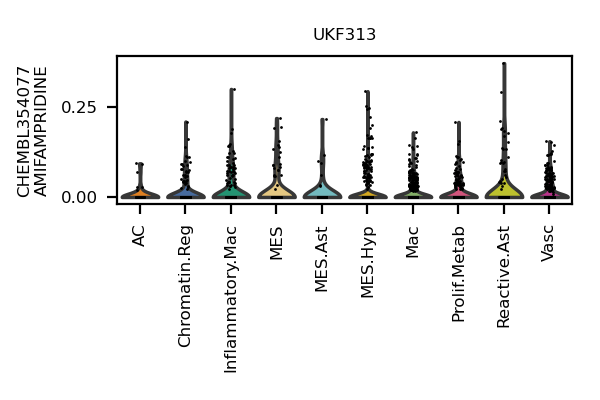 UKF313
CHEMBL354077
AMIFAMPRIDINE
0.25
0.00
AC
Chromatin.Reg
Inflammatory.Mac
MES
MES.Ast
MES.Hyp
Mac
Prolif.Metab
Reactive.Ast
Vasc